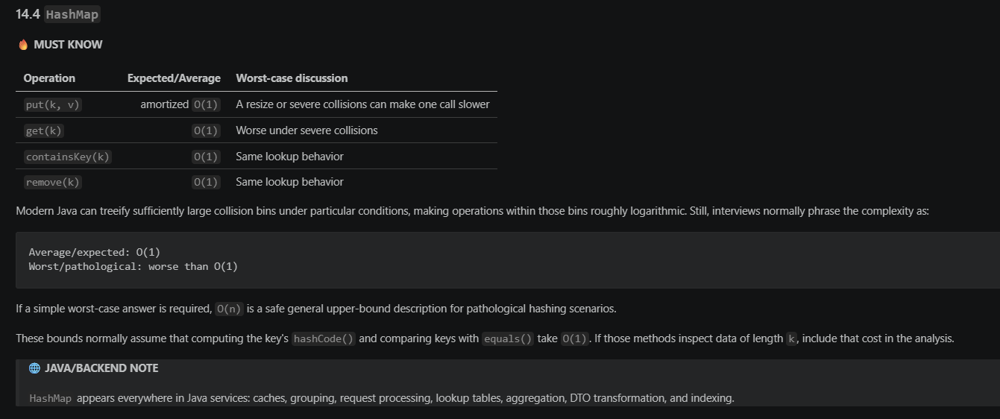 14.4 HashMap
🔥 MUST KNOW
Operation Expected/Average Worst-case discussion
put(k, v) amortized O(1) A resize or severe collisions can make one call slower
get(k) O(1) Worse under severe collisions
containsKey(k) O(1) Same lookup behavior
remove(k) O(1) Same lookup behavior
Modern Java can treeify sufficiently large collision bins under particular conditions, making operations within those bins roughly logarithmic. Still, interviews normally phrase the complexity as:
Average/expected: O(1)
Worst/pathological: worse than O(1)
If a simple worst-case answer is required, O(n) is a safe general upper-bound description for pathological hashing scenarios.
These bounds normally assume that computing the key's hashCode() and comparing keys with equals() take O(1). If those methods inspect data of length k, include that cost in the analysis.
🌐 JAVA/BACKEND NOTE
HashMap appears everywhere in Java services: caches, grouping, request processing, lookup tables, aggregation, DTO transformation, and indexing.